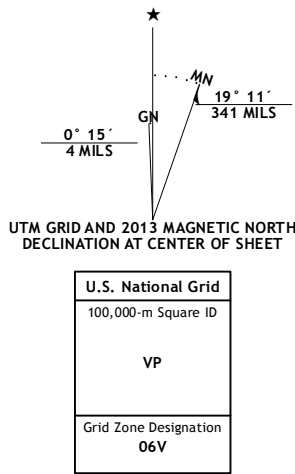 MN
GN
19° 11´
341 MILS
0° 15´
4 MILS
UTM GRID AND 2013 MAGNETIC NORTH
DECLINATION AT CENTER OF SHEET
U.S. National Grid
100,000-m Square ID
VP
Grid Zone Designation
06V